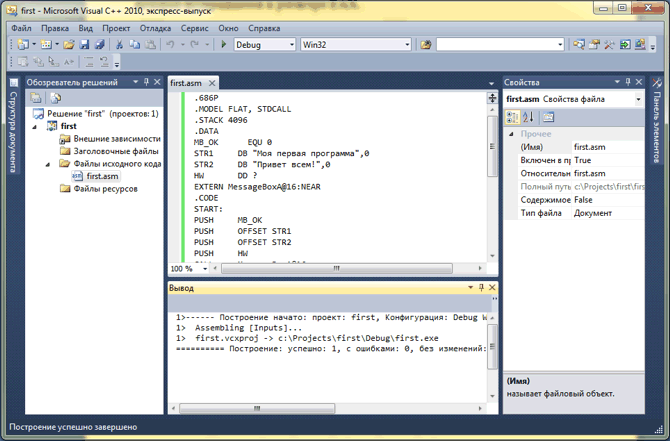 first - Microsoft Visual C++ 2010, экспресс-выпуск
Файл Правка Вид Проект Отладка Сервис Окно Справка
Debug Win32
Структура документа
Обозреватель решений
Решение "first" (проектов: 1)
first
Внешние зависимости
Заголовочные файлы
Файлы исходного кода
first.asm
Файлы ресурсов
first.asm
.686P
.MODEL FLAT, STDCALL
.STACK 4096
.DATA
MB_OK EQU 0
STR1 DB "Моя первая программа",0
STR2 DB "Привет всем!",0
HW DD ?
EXTERN MessageBoxA@16:NEAR
.CODE
START:
PUSH MB_OK
PUSH OFFSET STR1
PUSH OFFSET STR2
PUSH HW
100 %
Вывод
1>------ Построение начато: проект: first, Конфигурация: Debug W
1> Assembling [Inputs]...
1> first.vcxproj -> c:\Projects\first\Debug\first.exe
========== Построение: успешно: 1, с ошибками: 0, без изменений:
Свойства
first.asm Свойства файла
Прочее
(Имя) first.asm
Включен в пр True
Относительн first.asm
Полный путь c:\Projects\first\firs
Содержимое False
Тип файла Документ
(Имя)
называет файловый объект.
Панель элементов
Построение успешно завершено